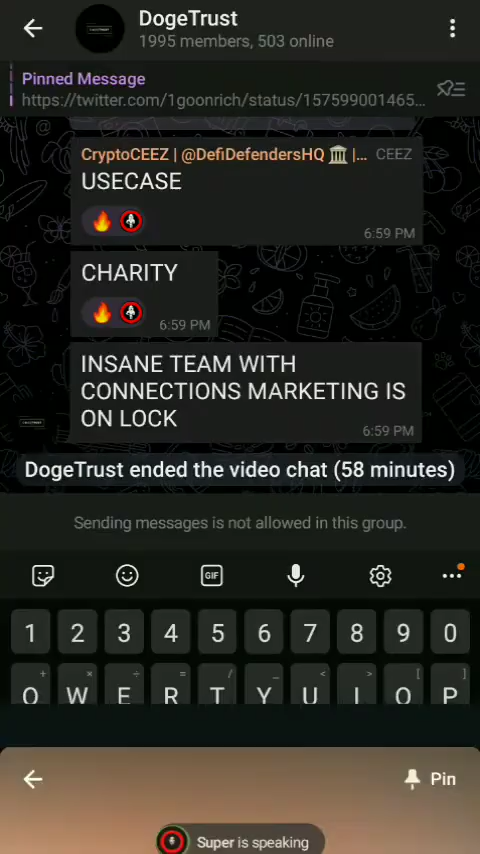 DogeTrust
1995 members, 503 online
Pinned Message
https://twitter.com/1goonrich/status/157599001465...
CryptoCEEZ | @DefiDefendersHQ 🏛 |... CEEZ
USECASE
6:59 PM
CHARITY
6:59 PM
INSANE TEAM WITH
CONNECTIONS MARKETING IS
ON LOCK
6:59 PM
DogeTrust ended the video chat (58 minutes)
Sending messages is not allowed in this group.
GIF
1 2 3 4 5 6 7 8 9 0
+ × ÷ = / _ < > [ ]
Q W E R T Y U I O P
Pin
Super is speaking